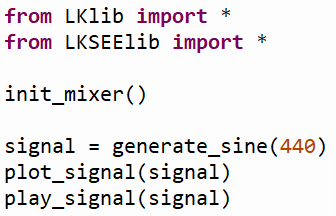 from LKlib import *
from LKSEElib import *
init_mixer()
signal = generate_sine(440)
plot_signal(signal)
play_signal(signal)